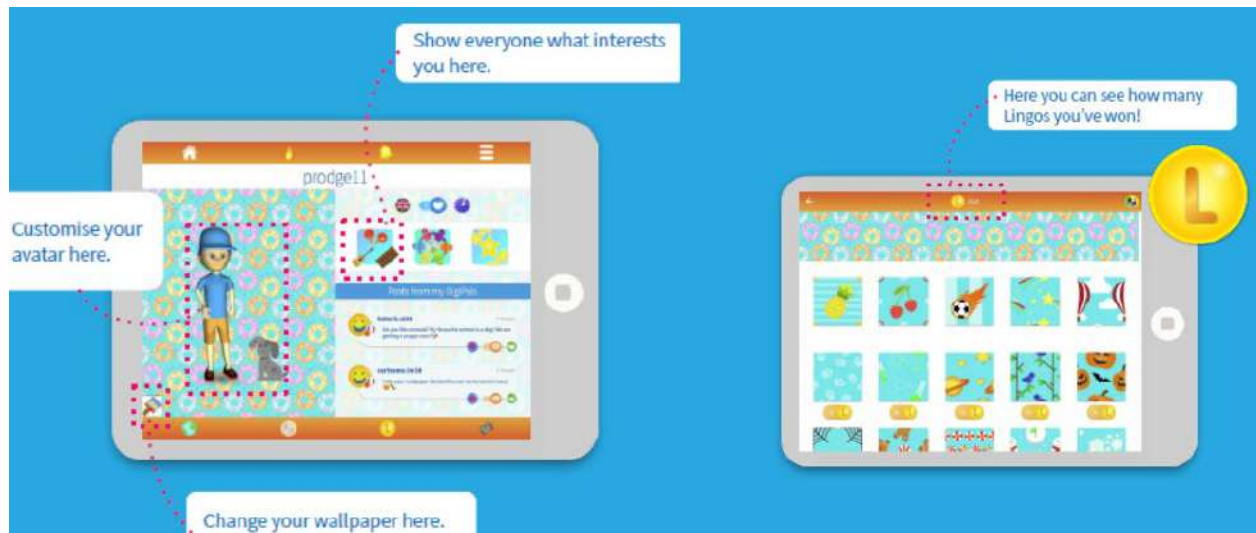 Show everyone what interests
you here.
Here you can see how many
Lingos you've won!
prodge11
Customise your
avatar here.
Posts from my DigiPals
L
Change your wallpaper here.